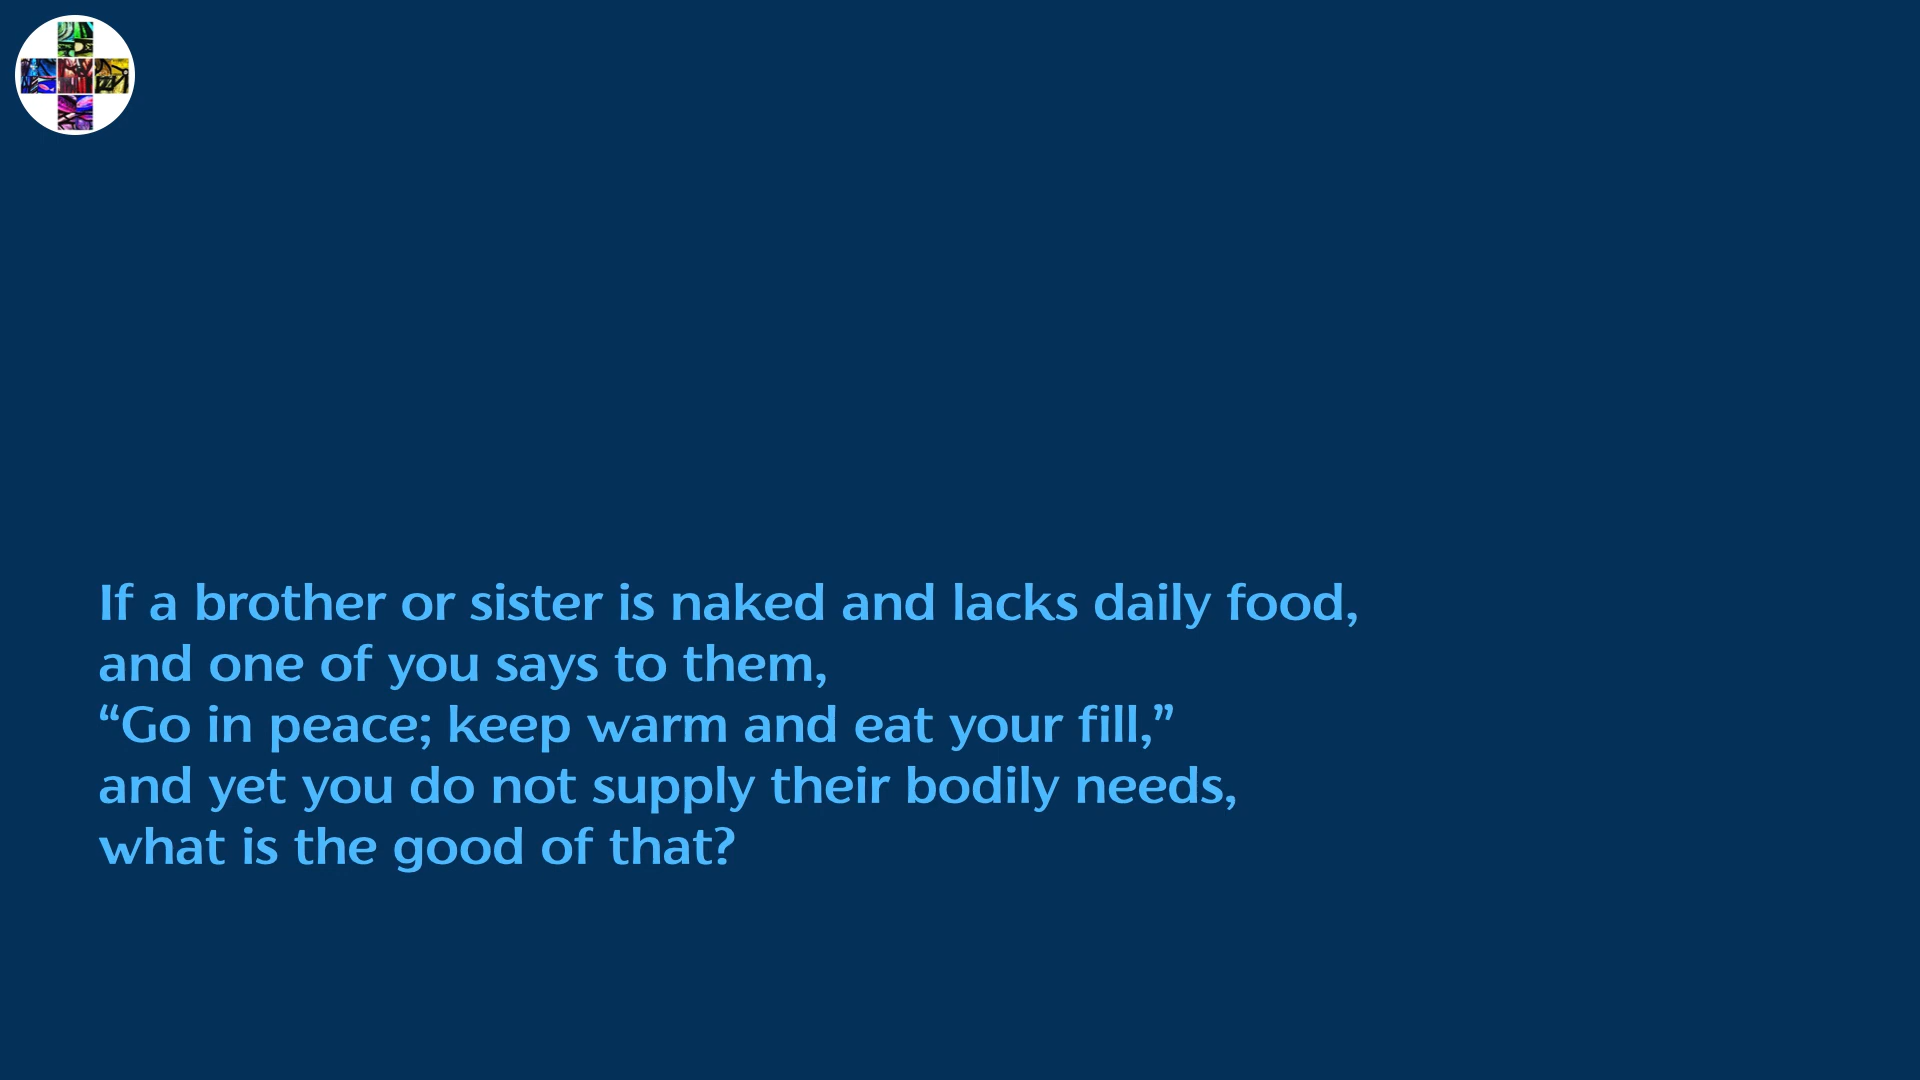 If a brother or sister is naked and lacks daily food,
and one of you says to them,
“Go in peace; keep warm and eat your fill,”
and yet you do not supply their bodily needs,
what is the good of that?